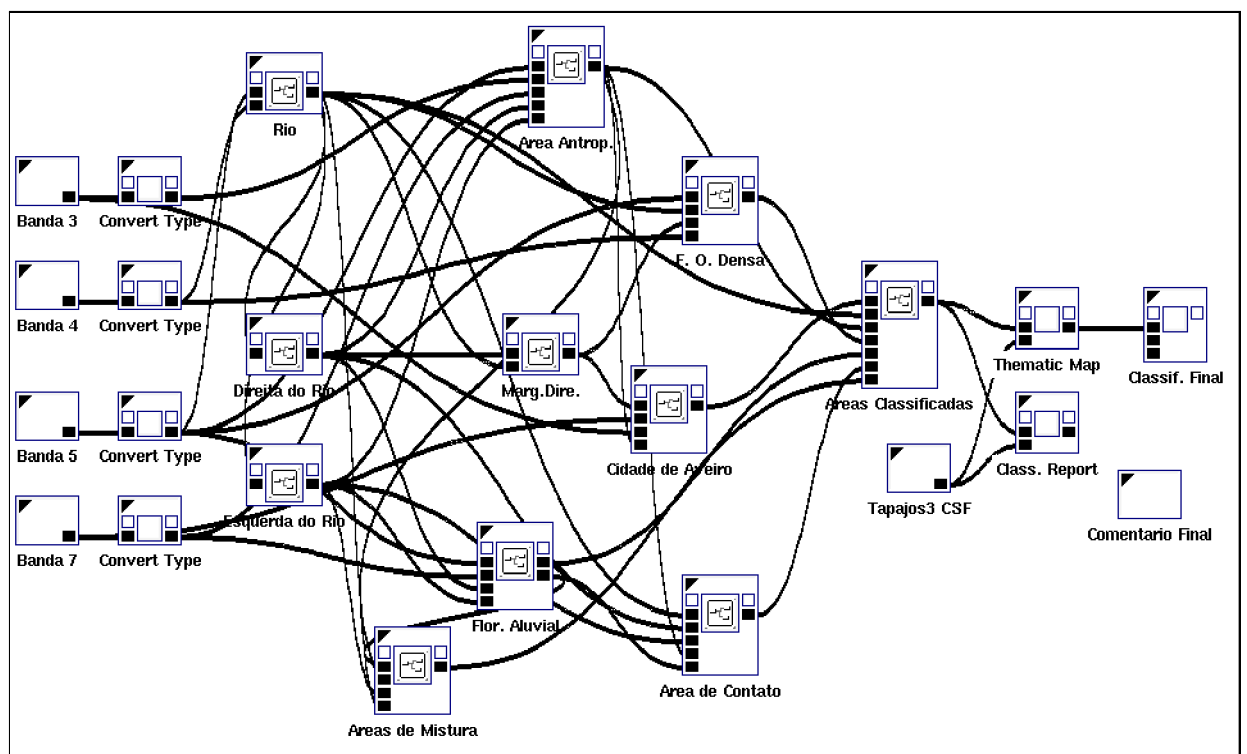 Rio
Area Antrop.
Banda 3
Convert Type
F. O. Densa
Banda 4
Convert Type
Direita do Rio
Marg.Dire.
Areas Classificadas
Thematic Map
Classif. Final
Banda 5
Convert Type
Cidade de Aveiro
Class. Report
Esquerda do Rio
Tapajos3 CSF
Comentario Final
Banda 7
Convert Type
Flor. Aluvial
Area de Contato
Areas de Mistura